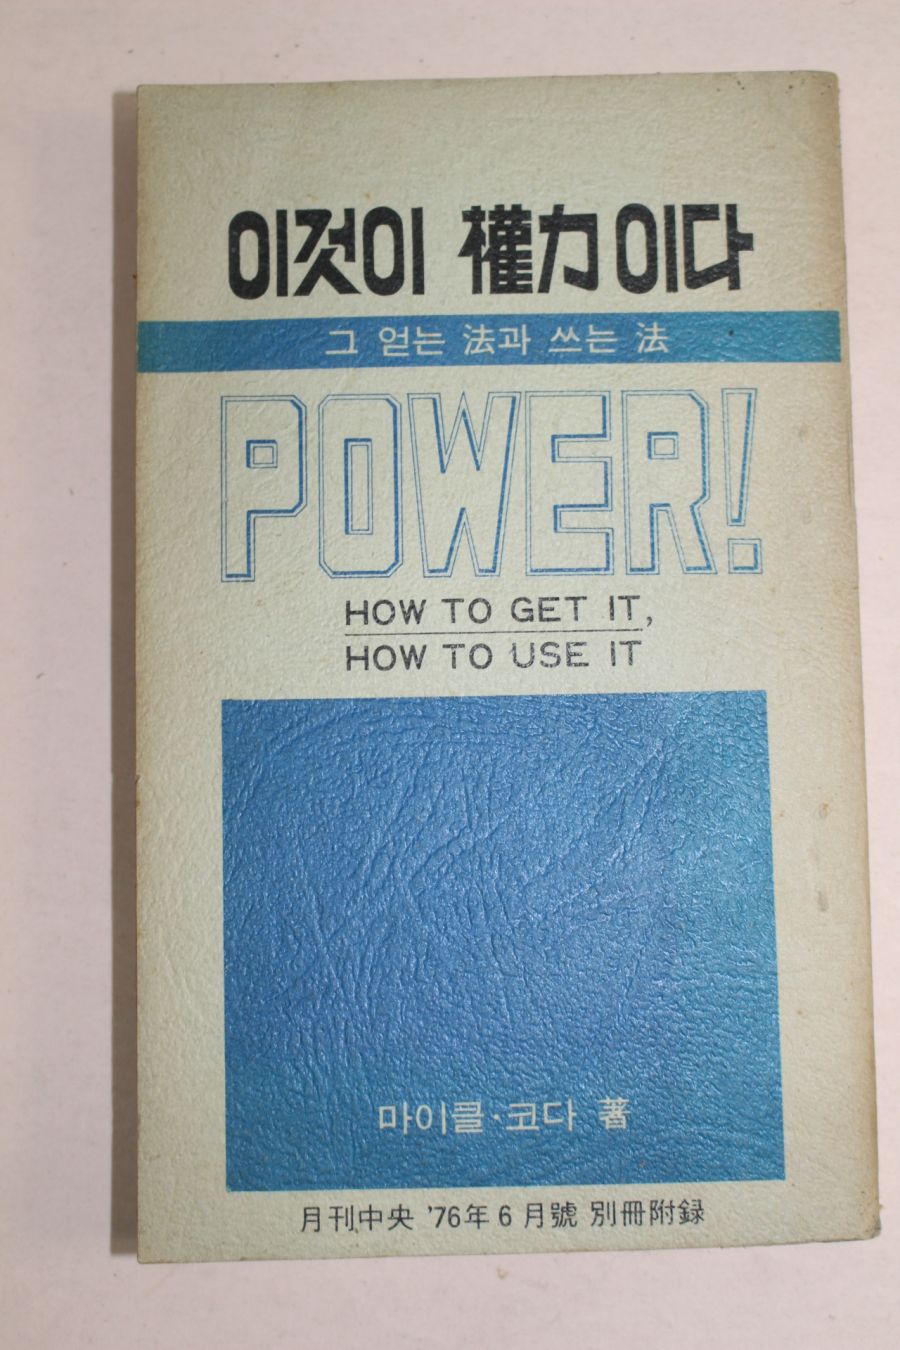 이것이 權力이다
그 얻는 法과 쓰는 法
POWER!
HOW TO GET IT,
HOW TO USE IT
마이클·코다 著
月刊中央 '76年 6月號 別冊附録